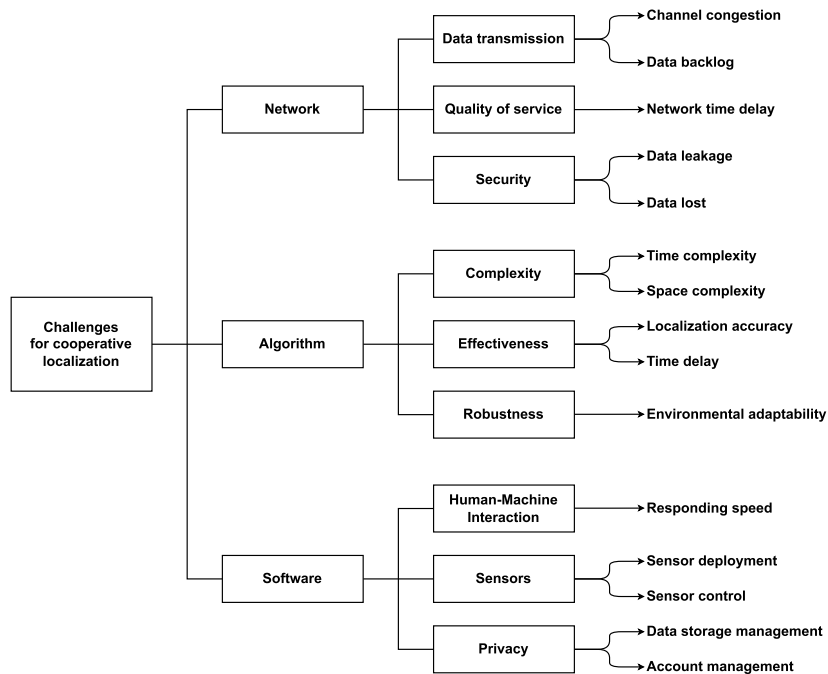 Challenges
for cooperative
localization
Network
Data transmission
Channel congestion
Data backlog
Quality of service
Network time delay
Security
Data leakage
Data lost
Algorithm
Complexity
Time complexity
Space complexity
Effectiveness
Localization accuracy
Time delay
Robustness
Environmental adaptability
Software
Human-Machine
Interaction
Responding speed
Sensors
Sensor deployment
Sensor control
Privacy
Data storage management
Account management